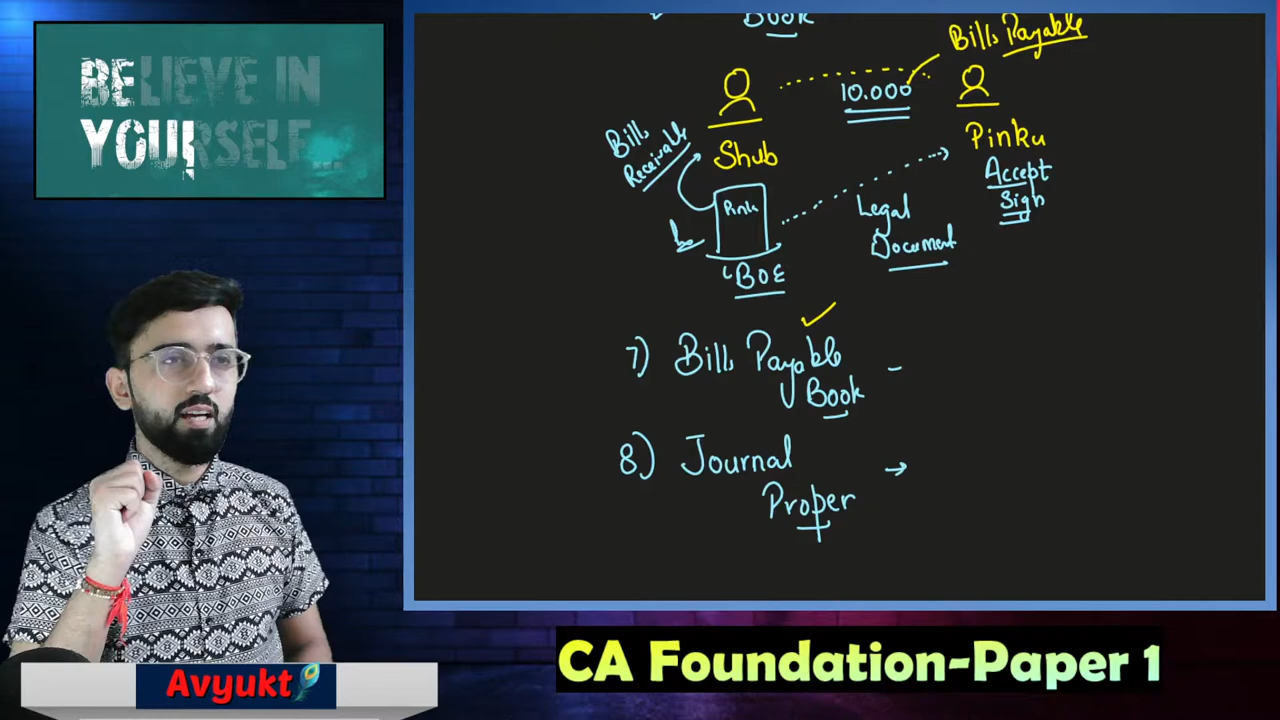 BELIEVE IN
YOURSELF...
Book
Bills Payable
10.000
Bills
Receivable
Shub
Pinku
Accept
Sign
Pink
Legal
Document
BOE
7) Bills Payable
Book -
8) Journal →
Proper
Avyukt
CA Foundation-Paper 1